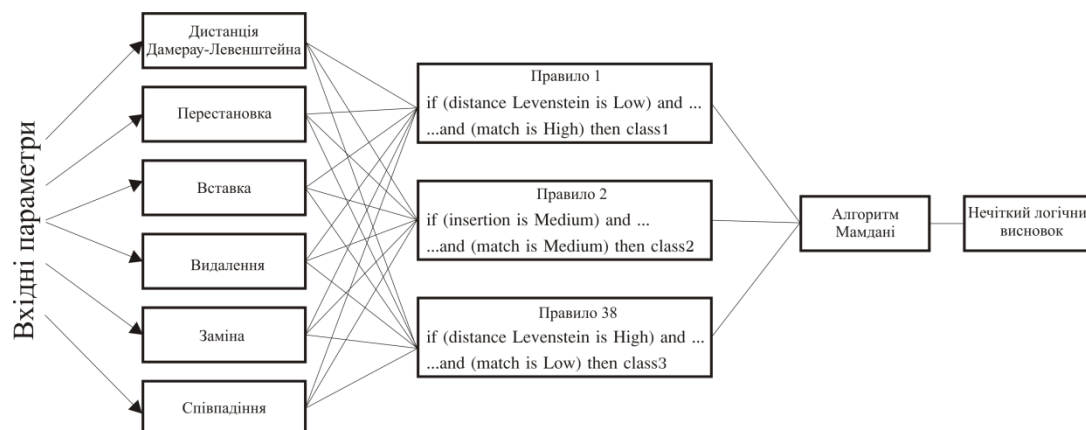 Вхідні параметри
Дистанція
Дамерау-Левенштейна
Перестановка
Вставка
Видалення
Заміна
Співпадіння
Правило 1
if (distance Levenstein is Low) and ...
...and (match is High) then class1
Правило 2
if (insertion is Medium) and ...
...and (match is Medium) then class2
Правило 38
if (distance Levenstein is High) and ...
...and (match is Low) then class3
Алгоритм
Мамдані
Нечіткий логічний
висновок